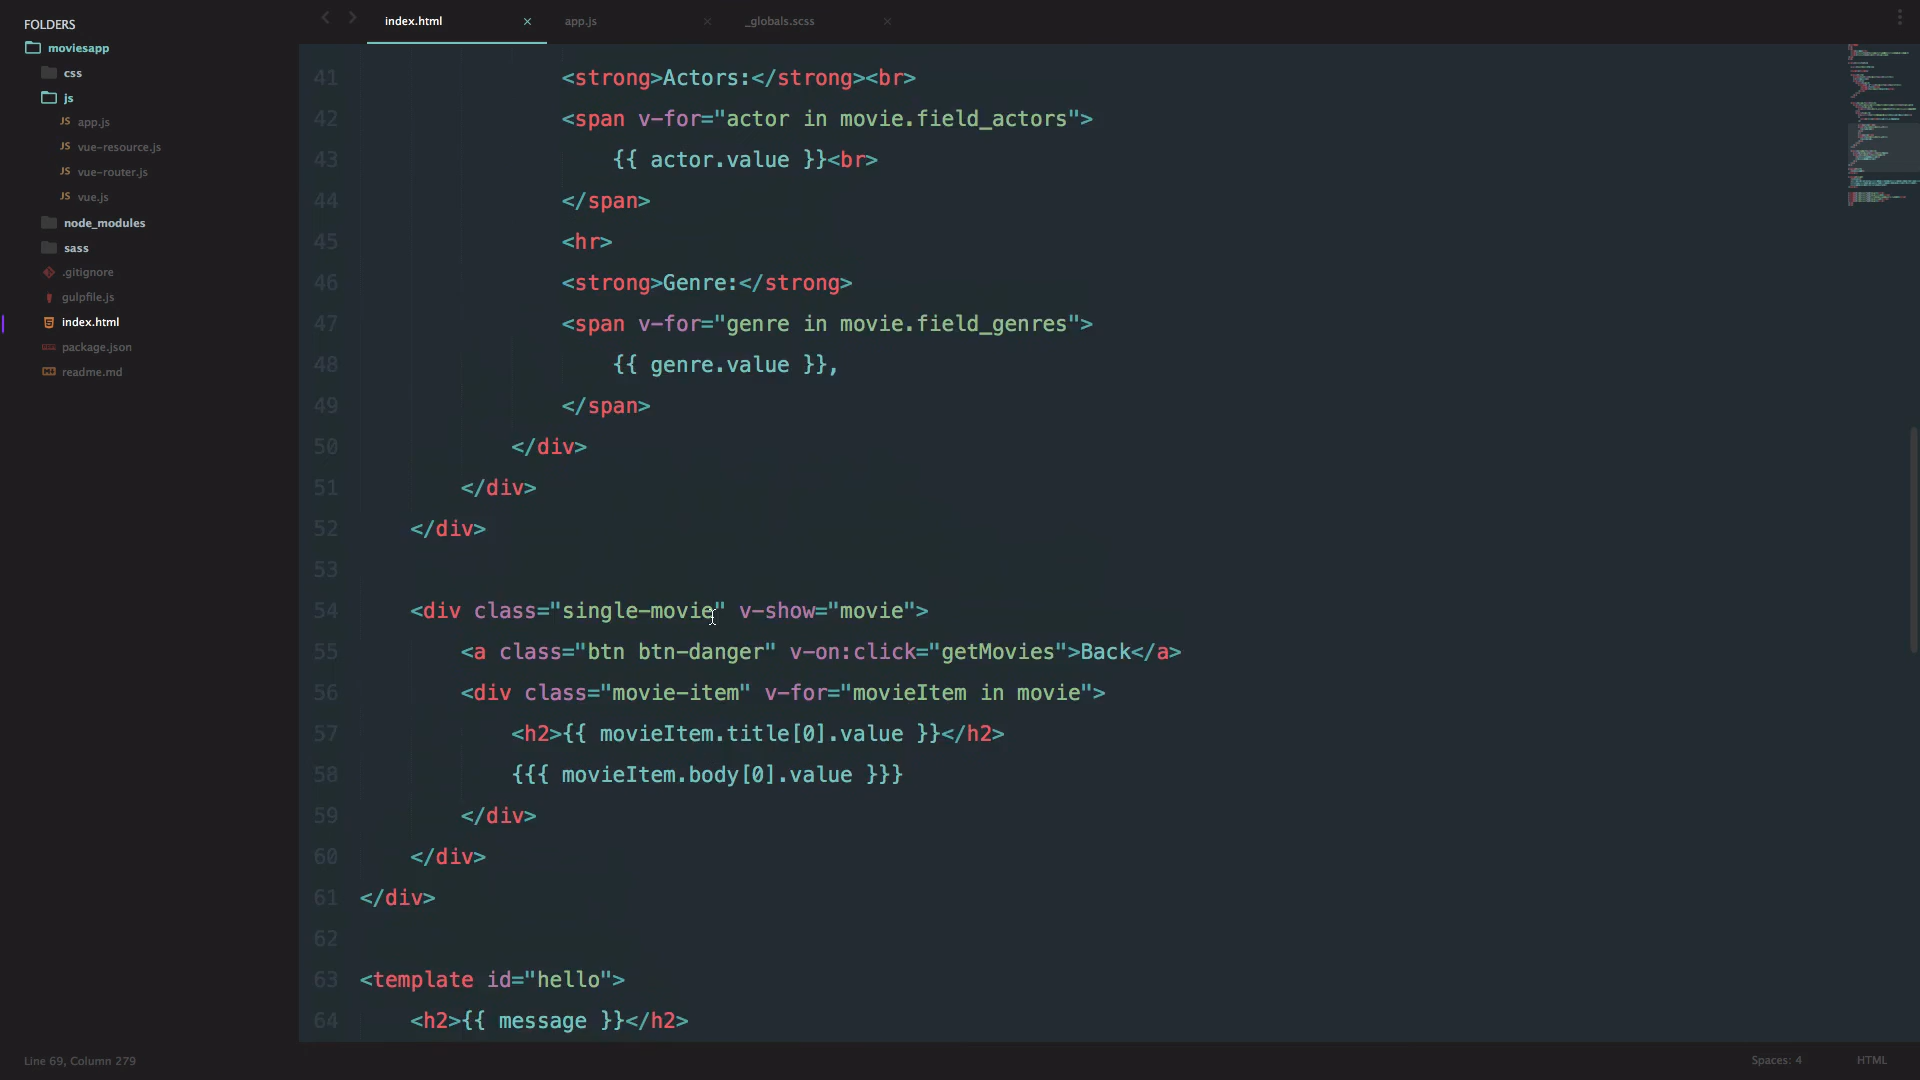 FOLDERS
moviesapp
css
js
JS app.js
JS vue-resource.js
JS vue-router.js
JS vue.js
node_modules
sass
.gitignore
gulpfile.js
index.html
package.json
readme.md
index.html × app.js × _globals.scss ×
41 <strong>Actors:</strong><br>
42 <span v-for="actor in movie.field_actors">
43 {{ actor.value }}<br>
44 </span>
45 <hr>
46 <strong>Genre:</strong>
47 <span v-for="genre in movie.field_genres">
48 {{ genre.value }},
49 </span>
50 </div>
51 </div>
52 </div>
53
54 <div class="single-movie" v-show="movie">
55 <a class="btn btn-danger" v-on:click="getMovies">Back</a>
56 <div class="movie-item" v-for="movieItem in movie">
57 <h2>{{ movieItem.title[0].value }}</h2>
58 {{{ movieItem.body[0].value }}}
59 </div>
60 </div>
61 </div>
62
63 <template id="hello">
64 <h2>{{ message }}</h2>
Line 69, Column 279
Spaces: 4
HTML